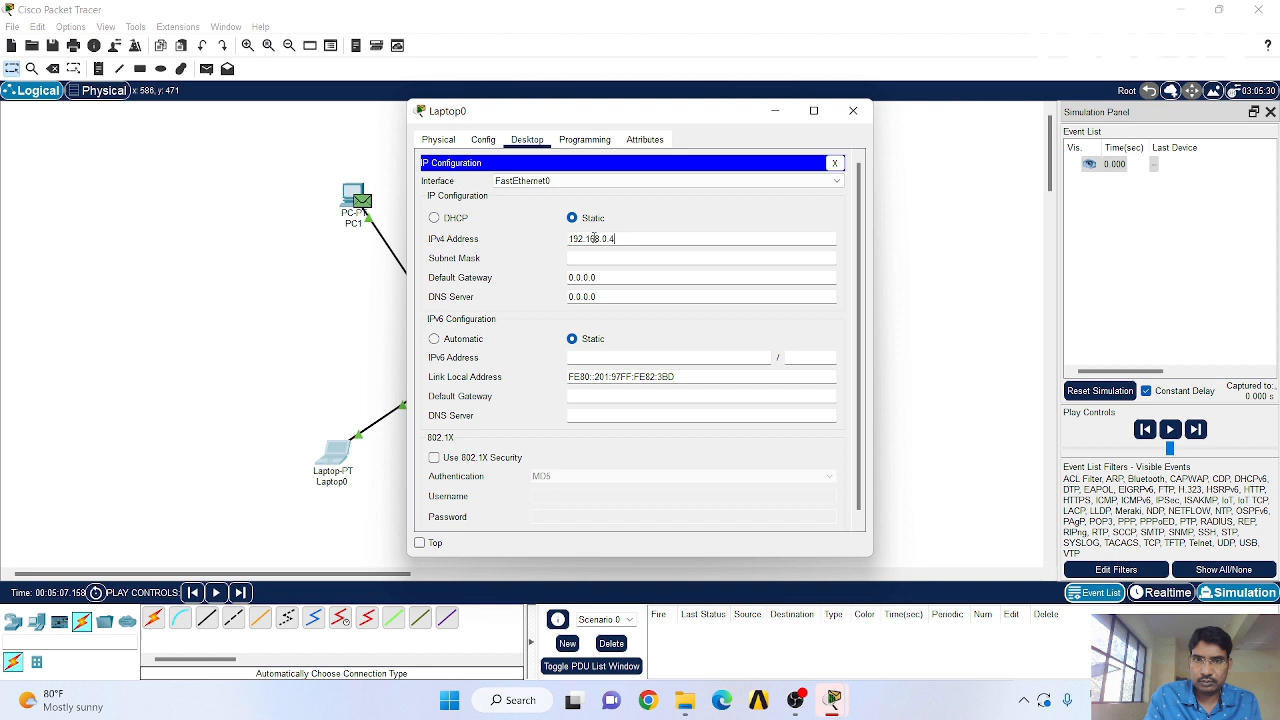 Cisco Packet Tracer
File Edit Options View Tools Extensions Window Help
Logical Physical x: 588, y: 471 Root 03:05:30
Laptop0
Physical Config Desktop Programming Attributes
IP Configuration X
Interface FastEthernet0
IP Configuration
DHCP Static
IPv4 Address 192.168.0.4
Subnet Mask
Default Gateway 0.0.0.0
DNS Server 0.0.0.0
IPv6 Configuration
Automatic Static
IPv6 Address /
Link Local Address FE80::201:97FF:FE82:3BD
Default Gateway
DNS Server
802.1X
Use 802.1X Security
Authentication MD5
Username
Password
Top
PC1
Laptop-PT
Laptop0
Simulation Panel
Event List
Vis. Time(sec) Last Device
0.000 --
Reset Simulation Constant Delay Captured to:
0.000 s
Play Controls
Event List Filters - Visible Events
ACL Filter, ARP, Bluetooth, CAPWAP, CDP, DHCPv6,
DTP, EAPOL, EIGRPv6, FTP, H.323, HSRPv6, HTTP,
HTTPS, ICMP, ICMPv6, IPSec, ISAKMP, IoT, IoT TCP,
LACP, LLDP, Meraki, NDP, NETFLOW, NTP, OSPFv6,
PAgP, POP3, PPP, PPPoED, PTP, RADIUS, REP,
RIPng, RTP, SCCP, SMTP, SNMP, SSH, STP,
SYSLOG, TACACS, TCP, TFTP, Telnet, UDP, USB,
VTP
Edit Filters Show All/None
Time: 00:05:07.158 PLAY CONTROLS: Event List Realtime Simulation
Scenario 0
New Delete
Toggle PDU List Window
Fire Last Status Source Destination Type Color Time(sec) Periodic Num Edit Delete
Automatically Choose Connection Type
80°F
Mostly sunny
Search